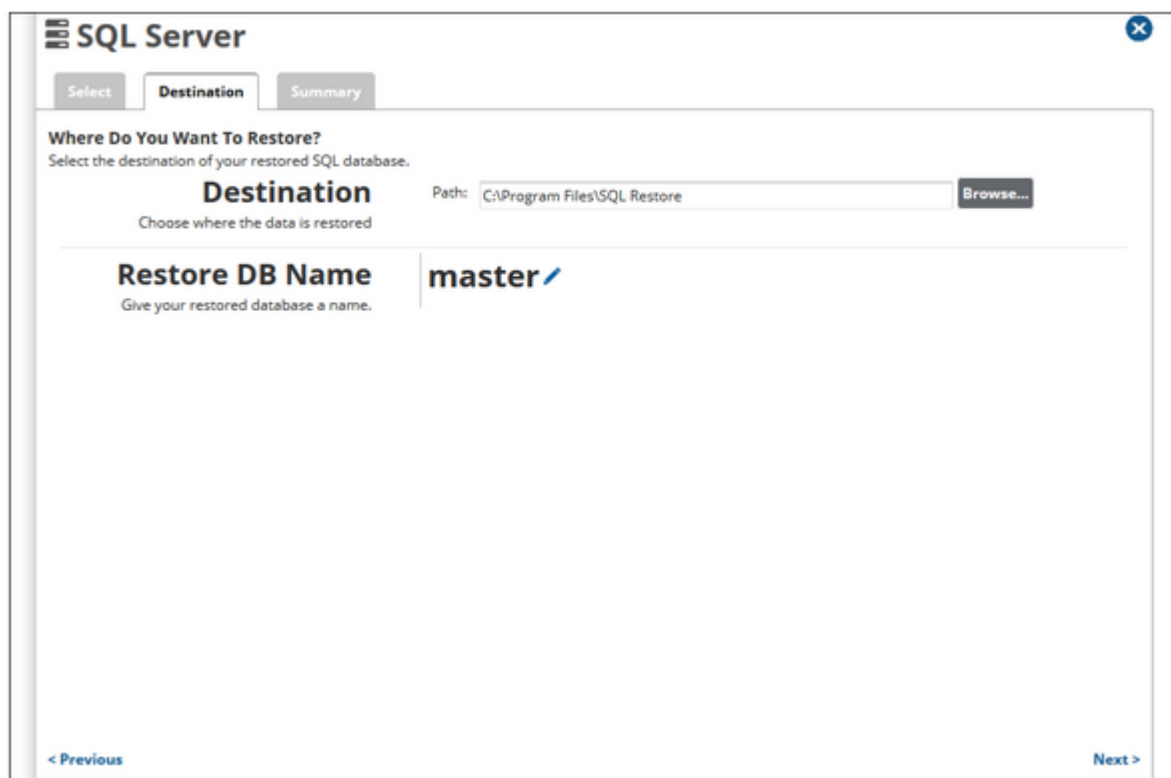 SQL Server
Select
Destination
Summary
Where Do You Want To Restore?
Select the destination of your restored SQL database.
Destination
Path: C:\Program Files\SQL Restore Browse...
Choose where the data is restored
Restore DB Name
master
Give your restored database a name.
< Previous
Next >